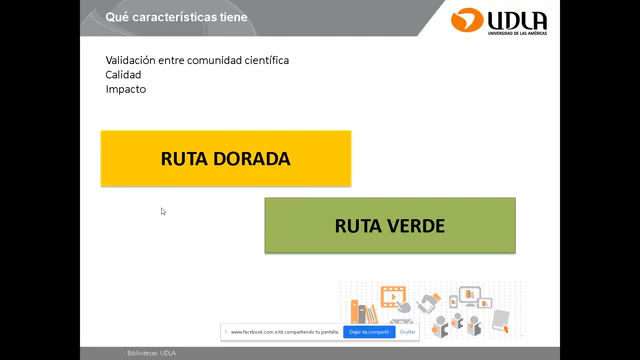 Qué características tiene
UDLA
UNIVERSIDAD DE LAS AMÉRICAS
Validación entre comunidad científica
Calidad
Impacto
RUTA DORADA
RUTA VERDE
www.facebook.com está compartiendo tu pantalla.
Dejar de compartir
Ocultar
Bibliotecas UDLA